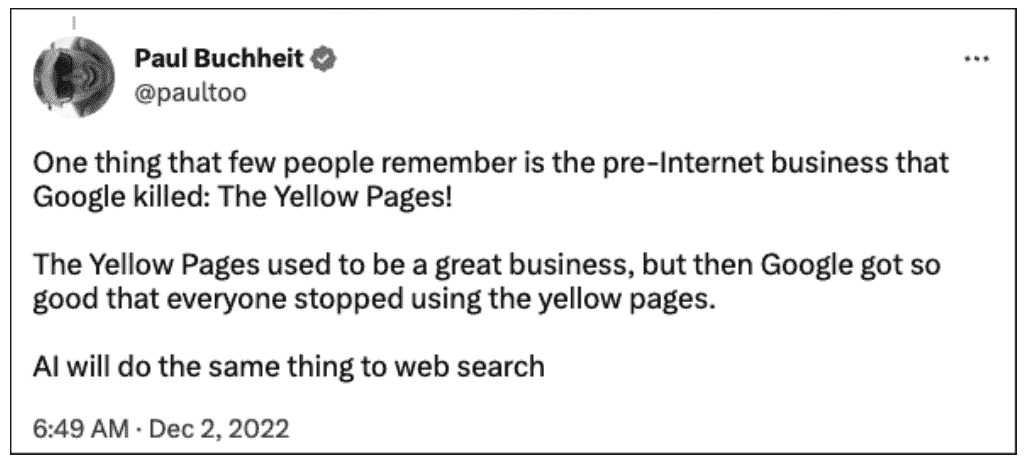 Paul Buchheit
@paultoo
One thing that few people remember is the pre-Internet business that
Google killed: The Yellow Pages!
The Yellow Pages used to be a great business, but then Google got so
good that everyone stopped using the yellow pages.
AI will do the same thing to web search
6:49 AM · Dec 2, 2022